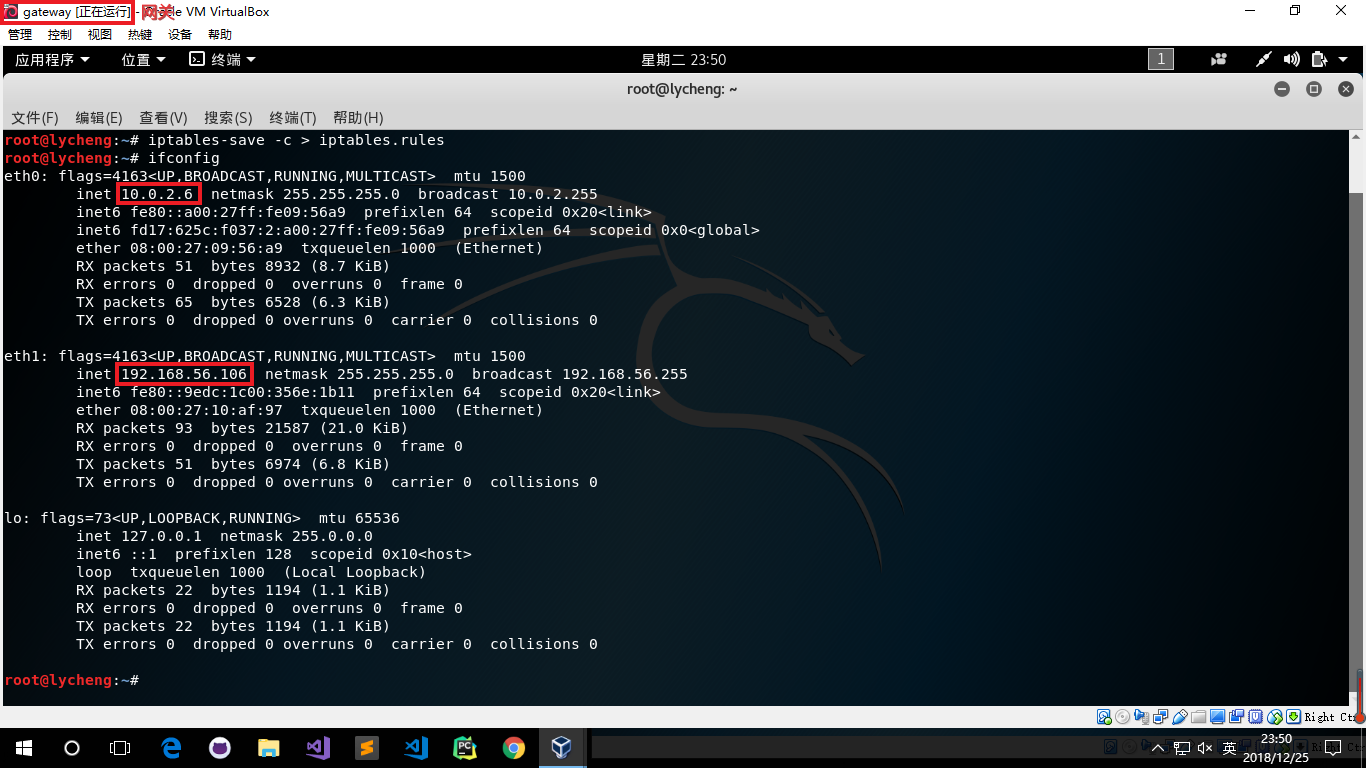 gateway [正在运行] - Oracle VM VirtualBox
网关
管理 控制 视图 热键 设备 帮助
应用程序 位置 终端 星期二 23:50 1
root@lycheng: ~
文件(F) 编辑(E) 查看(V) 搜索(S) 终端(T) 帮助(H)
root@lycheng:~# iptables-save -c > iptables.rules
root@lycheng:~# ifconfig
eth0: flags=4163<UP,BROADCAST,RUNNING,MULTICAST>  mtu 1500
        inet 10.0.2.6  netmask 255.255.255.0  broadcast 10.0.2.255
        inet6 fe80::a00:27ff:fe09:56a9  prefixlen 64  scopeid 0x20<link>
        inet6 fd17:625c:f037:2:a00:27ff:fe09:56a9  prefixlen 64  scopeid 0x0<global>
        ether 08:00:27:09:56:a9  txqueuelen 1000  (Ethernet)
        RX packets 51  bytes 8932 (8.7 KiB)
        RX errors 0  dropped 0  overruns 0  frame 0
        TX packets 65  bytes 6528 (6.3 KiB)
        TX errors 0  dropped 0 overruns 0  carrier 0  collisions 0
eth1: flags=4163<UP,BROADCAST,RUNNING,MULTICAST>  mtu 1500
        inet 192.168.56.106  netmask 255.255.255.0  broadcast 192.168.56.255
        inet6 fe80::9edc:1c00:356e:1b11  prefixlen 64  scopeid 0x20<link>
        ether 08:00:27:10:af:97  txqueuelen 1000  (Ethernet)
        RX packets 93  bytes 21587 (21.0 KiB)
        RX errors 0  dropped 0  overruns 0  frame 0
        TX packets 51  bytes 6974 (6.8 KiB)
        TX errors 0  dropped 0 overruns 0  carrier 0  collisions 0
lo: flags=73<UP,LOOPBACK,RUNNING>  mtu 65536
        inet 127.0.0.1  netmask 255.0.0.0
        inet6 ::1  prefixlen 128  scopeid 0x10<host>
        loop  txqueuelen 1000  (Local Loopback)
        RX packets 22  bytes 1194 (1.1 KiB)
        RX errors 0  dropped 0  overruns 0  frame 0
        TX packets 22  bytes 1194 (1.1 KiB)
        TX errors 0  dropped 0 overruns 0  carrier 0  collisions 0
root@lycheng:~#
Right Ct
英 23:50
2018/12/25